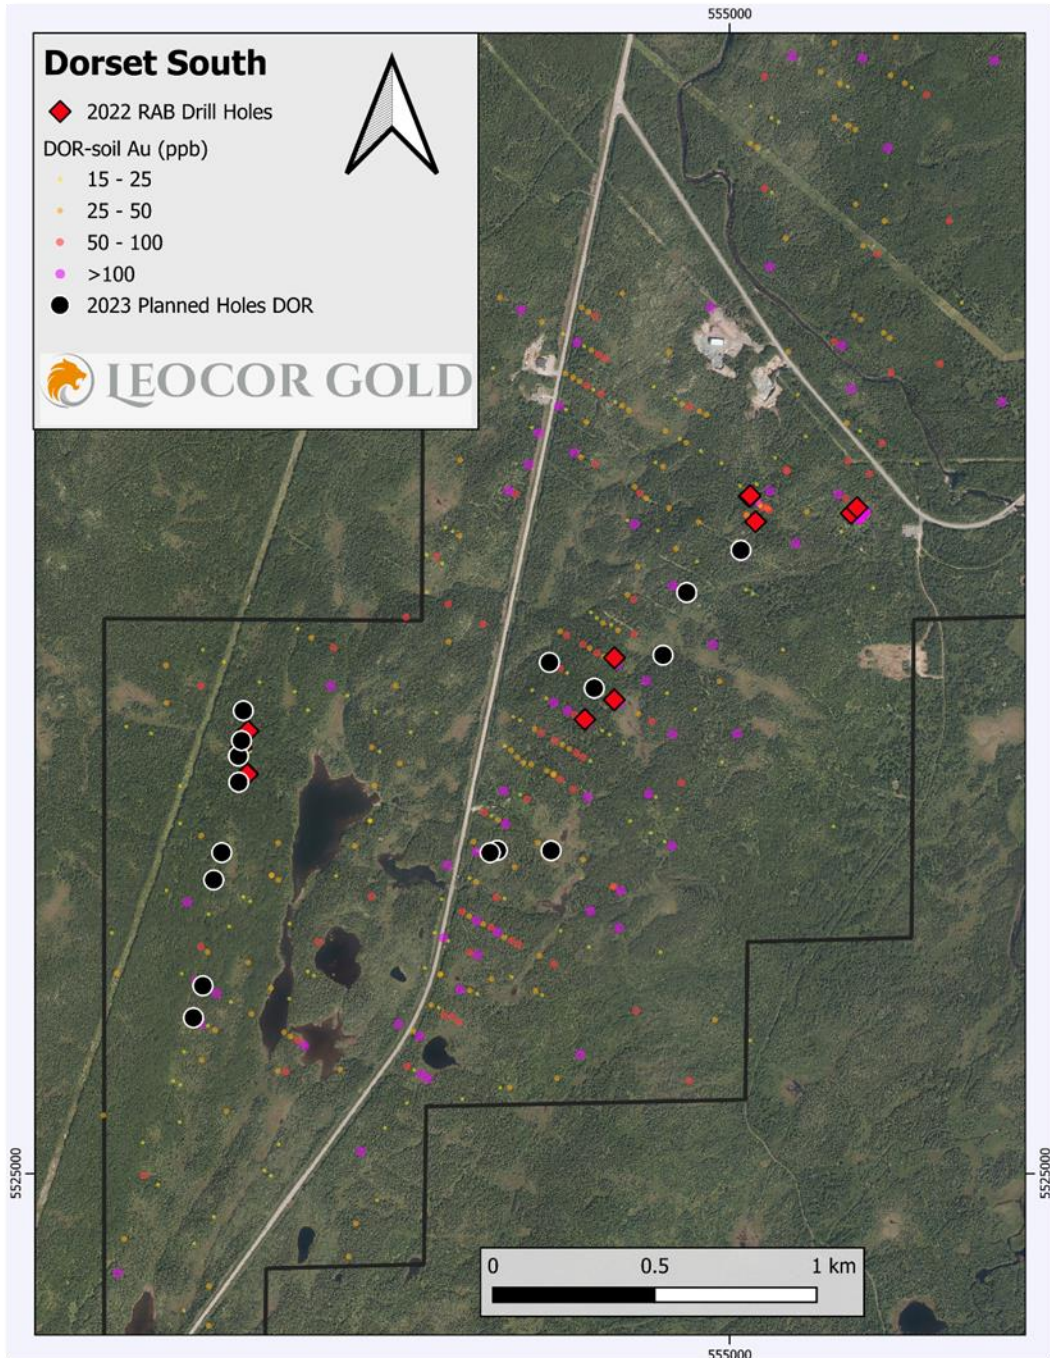 555000
Dorset South
2022 RAB Drill Holes
DOR-soil Au (ppb)
15 - 25
25 - 50
50 - 100
>100
2023 Planned Holes DOR
LEOCOR GOLD
5525000
5525000
0 0.5 1 km
555000